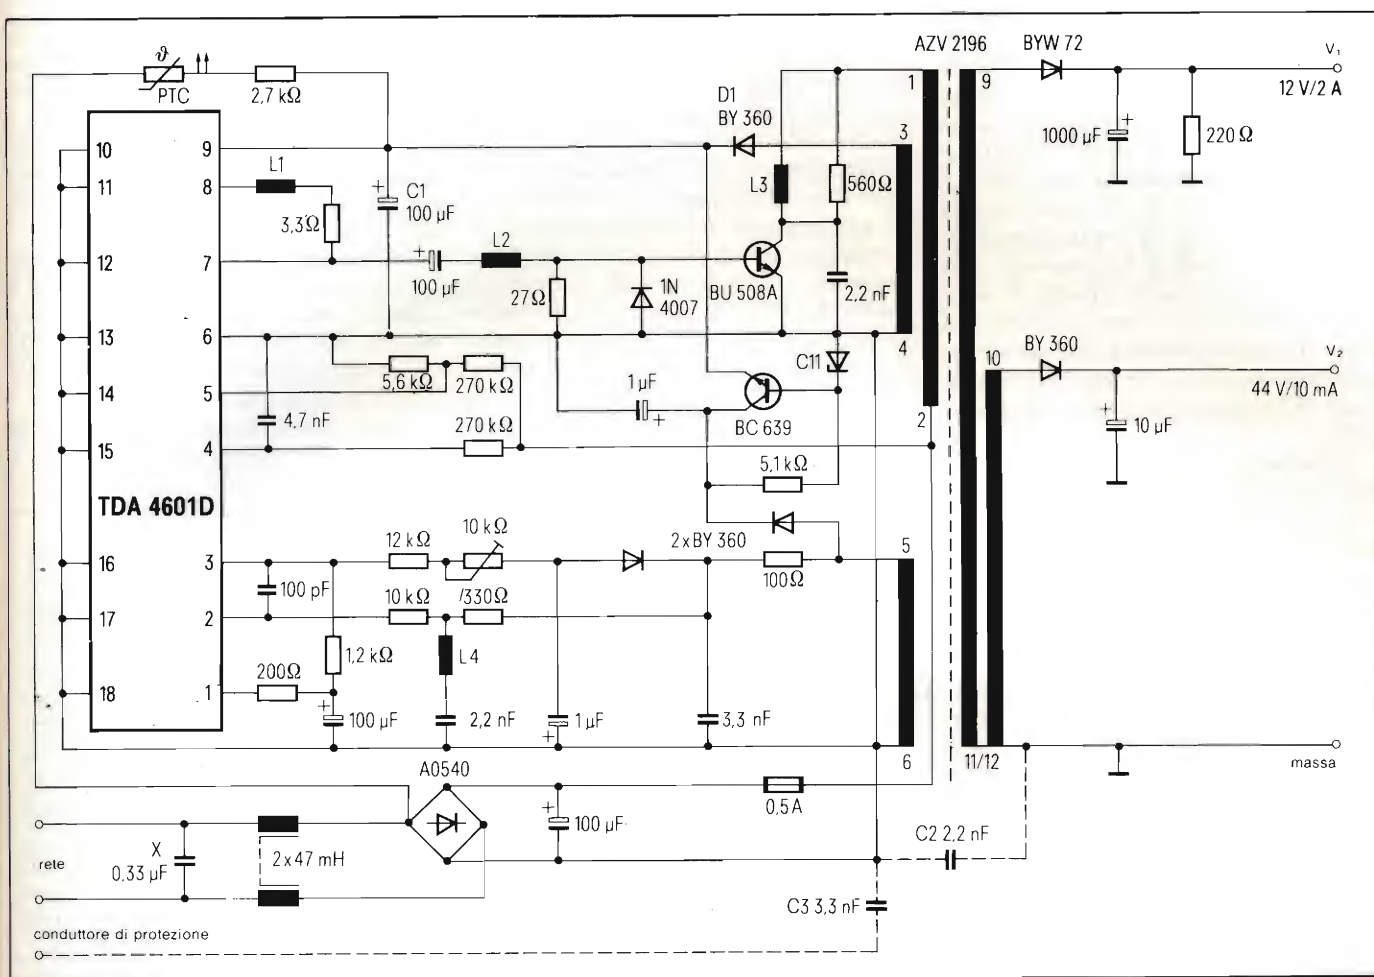 AZV 2196
BYW 72
V₁
12 V/2 A
ϑ
PTC
2,7 kΩ
D1
BY 360
1
9
3
+
1000 µF
220 Ω
10
9
L1
11
8
+
C1
100 µF
L3
560Ω
3,3Ω
12
7
+
100 µF
L2
27Ω
1N
4007
BU 508A
2,2 nF
13
6
4
BY 360
V₂
44 V/10 mA
5,6 kΩ
270 kΩ
C11
10
14
5
1 µF
+
BC 639
2
+
10 µF
4,7 nF
270 kΩ
15
4
5,1 kΩ
TDA 4601D
12 kΩ
10 kΩ
2xBY 360
5
16
3
100Ω
100 pF
10 kΩ
/330Ω
17
2
1,2 kΩ
L4
200Ω
18
1
+
100 µF
2,2 nF
+
1 µF
3,3 nF
6
11/12
massa
A0540
+
100 µF
0,5 A
C2 2,2 nF
rete
X
0,33 µF
2 x 47 mH
C3 3,3 nF
conduttore di protezione